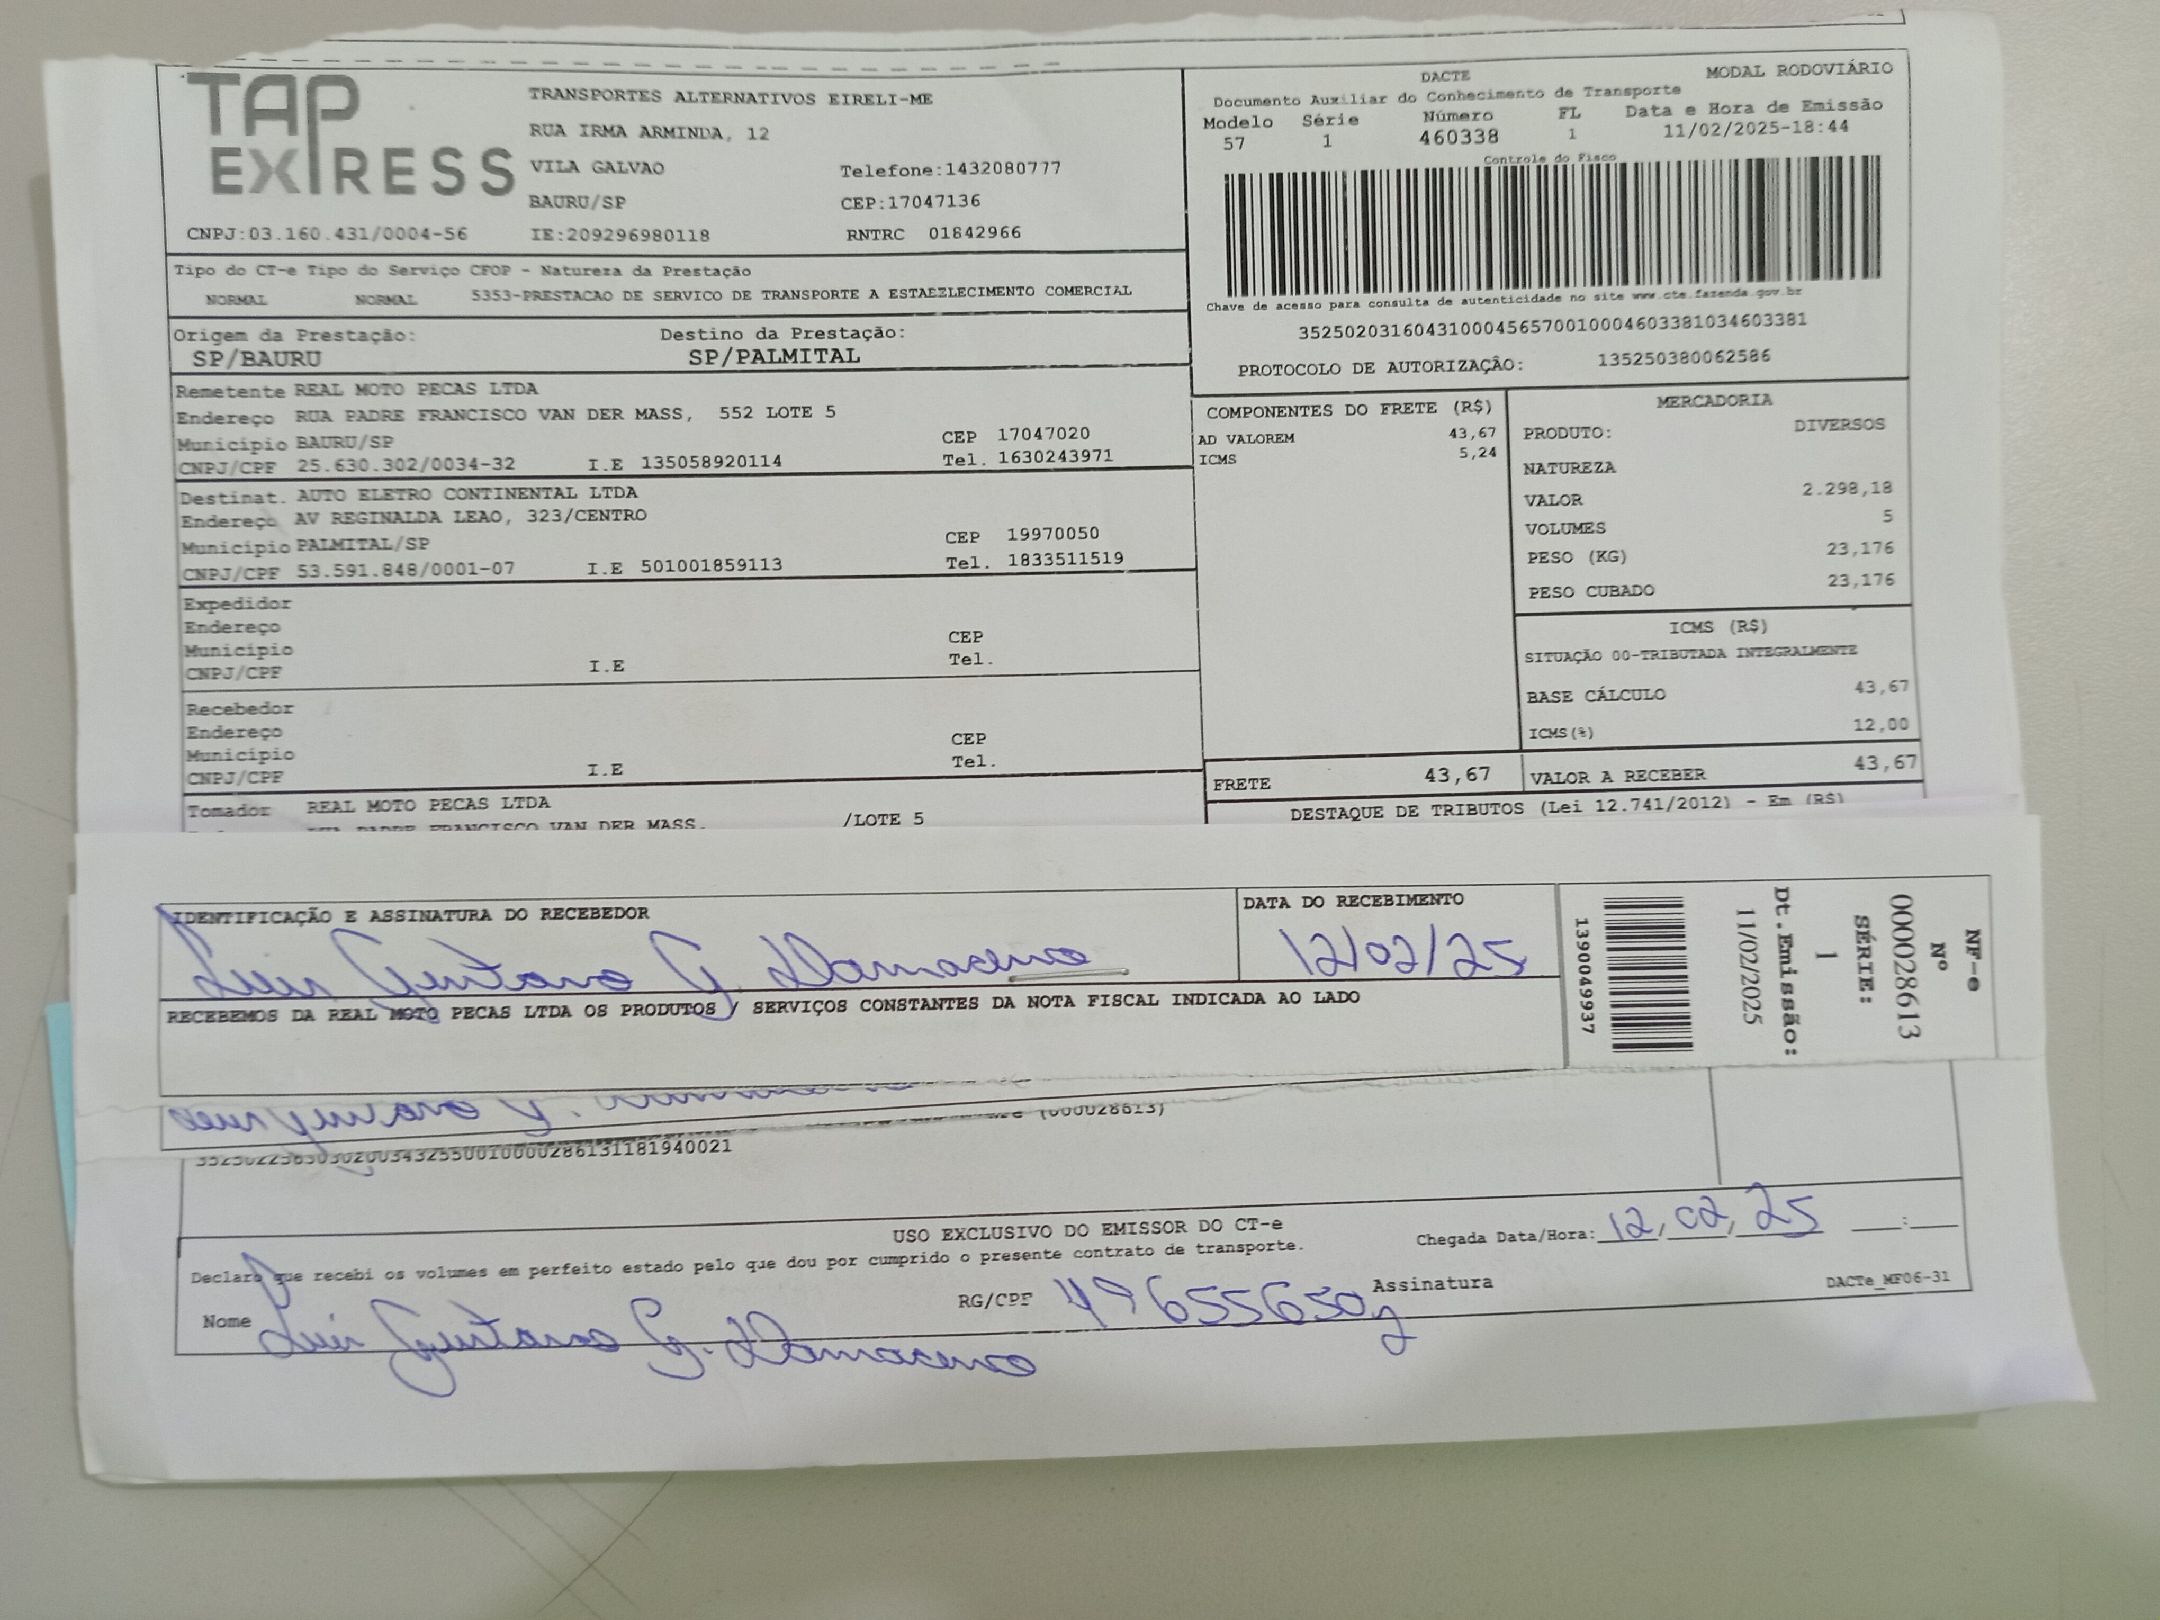 TAP
EXPRESS
TRANSPORTES ALTERNATIVOS EIRELI-ME
RUA IRMA ARMINDA, 12
VILA GALVAO Telefone:1432080777
BAURU/SP CEP:17047136
CNPJ:03.160.431/0004-56 IE:209296980118 RNTRC 01842966
DACTE MODAL RODOVIÁRIO
Documento Auxiliar do Conhecimento de Transporte
Modelo Série Número FL Data e Hora de Emissão
57 1 460338 1 11/02/2025-18:44
Controle do Fisco
Chave de acesso para consulta de autenticidade no site www.cte.fazenda.gov.br
35250203160431000456570010004603381034603381
PROTOCOLO DE AUTORIZAÇÃO: 135250380062586
Tipo do CT-e Tipo do Serviço CFOP - Natureza da Prestação
NORMAL NORMAL 5353-PRESTACAO DE SERVICO DE TRANSPORTE A ESTABELECIMENTO COMERCIAL
Origem da Prestação: Destino da Prestação:
SP/BAURU SP/PALMITAL
Remetente REAL MOTO PECAS LTDA
Endereço RUA PADRE FRANCISCO VAN DER MASS, 552 LOTE 5
Município BAURU/SP CEP 17047020
CNPJ/CPF 25.630.302/0034-32 I.E 135058920114 Tel. 1630243971
Destinat. AUTO ELETRO CONTINENTAL LTDA
Endereço AV REGINALDA LEAO, 323/CENTRO
Município PALMITAL/SP CEP 19970050
CNPJ/CPF 53.591.848/0001-07 I.E 501001859113 Tel. 1833511519
Expedidor
Endereço
Município CEP
CNPJ/CPF I.E Tel.
Recebedor
Endereço
Município CEP
CNPJ/CPF I.E Tel.
Tomador REAL MOTO PECAS LTDA
RUA PADRE FRANCISCO VAN DER MASS, /LOTE 5
COMPONENTES DO FRETE (R$)
AD VALOREM 43,67
ICMS 5,24
FRETE 43,67
MERCADORIA
PRODUTO: DIVERSOS
NATUREZA
VALOR 2.298,18
VOLUMES 5
PESO (KG) 23,176
PESO CUBADO 23,176
ICMS (R$)
SITUAÇÃO 00-TRIBUTADA INTEGRALMENTE
BASE CÁLCULO 43,67
ICMS(%) 12,00
VALOR A RECEBER 43,67
DESTAQUE DE TRIBUTOS (Lei 12.741/2012) - Em (R$)
IDENTIFICAÇÃO E ASSINATURA DO RECEBEDOR
Luis Gustavo G. Damaceno
DATA DO RECEBIMENTO
12/02/25
RECEBEMOS DA REAL MOTO PECAS LTDA OS PRODUTOS / SERVIÇOS CONSTANTES DA NOTA FISCAL INDICADA AO LADO
NF-e
Nº
000028613
SÉRIE:
1
Dt.Emissão:
11/02/2025
1390049937
(000028613)
USO EXCLUSIVO DO EMISSOR DO CT-e
Declaro que recebi os volumes em perfeito estado pelo que dou por cumprido o presente contrato de transporte.
Chegada Data/Hora: 12,02,25 __:__
Nome Luis Gustavo G. Damaceno
RG/CPF Assinatura
DACTe_MF06-31